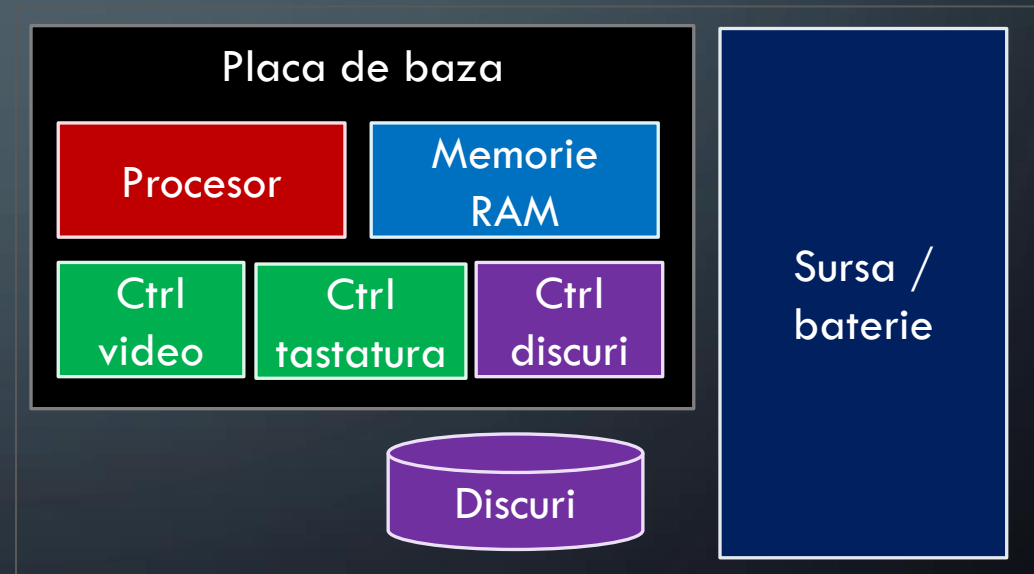 Placa de baza
Procesor
Memorie
RAM
Ctrl
video
Ctrl
tastatura
Ctrl
discuri
Sursa /
baterie
Discuri